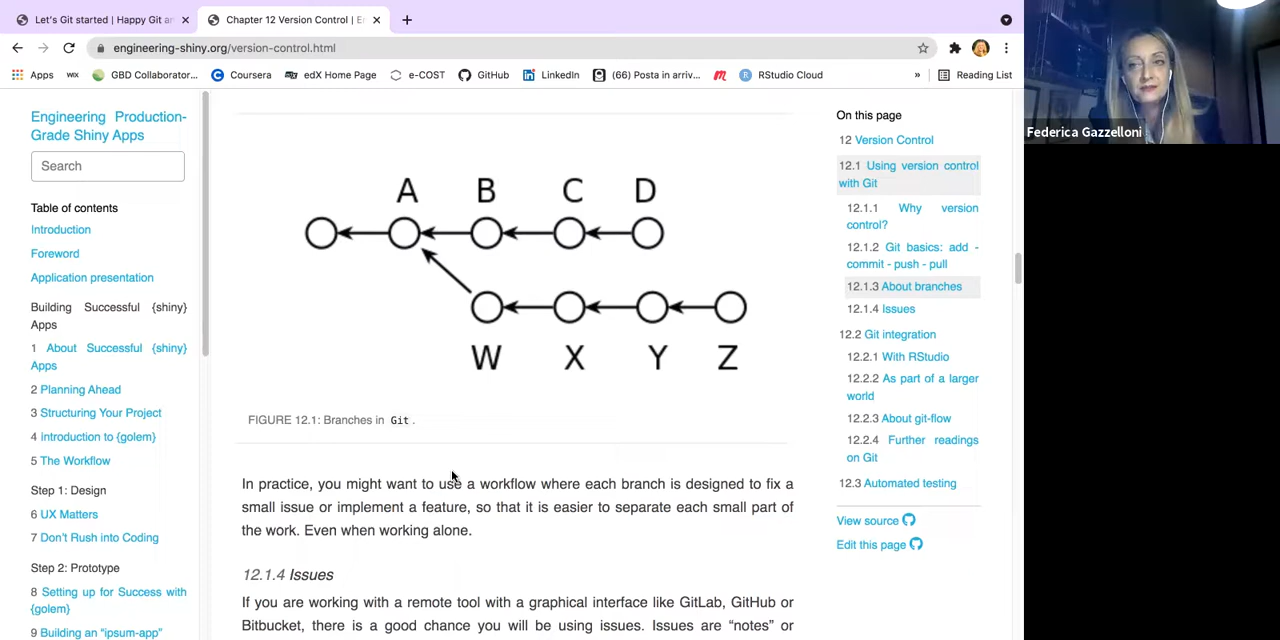 Let's Git started | Happy Git an
Chapter 12 Version Control | En
engineering-shiny.org/version-control.html
Apps
WIX
GBD Collaborator...
Coursera
edX Home Page
e-COST
GitHub
LinkedIn
(66) Posta in arriv...
RStudio Cloud
»
Reading List
Federica Gazzelloni
Engineering Production-
Grade Shiny Apps
Search
Table of contents
Introduction
Foreword
Application presentation
Building Successful {shiny}
Apps
1 About Successful {shiny}
Apps
2 Planning Ahead
3 Structuring Your Project
4 introduction to {golem}
5 The Workflow
Step 1: Design
6 UX Matters
7 Don't Rush into Coding
Step 2: Prototype
8 Setting up for Success with
{golem}
9 Building an "ipsum-app"
A B C D
W X Y Z
FIGURE 12.1: Branches in Git .
In practice, you might want to use a workflow where each branch is designed to fix a
small issue or implement a feature, so that it is easier to separate each small part of
the work. Even when working alone.
12.1.4 Issues
If you are working with a remote tool with a graphical interface like GitLab, GitHub or
Bitbucket, there is a good chance you will be using issues. Issues are "notes" or
On this page
12 Version Control
12.1 Using version control
with Git
12.1.1 Why version
control?
12.1.2 Git basics: add -
commit - push - pull
12.1.3 About branches
12.1.4 Issues
12.2 Git integration
12.2.1 With RStudio
12.2.2 As part of a larger
world
12.2.3 About git-flow
12.2.4 Further readings
on Git
12.3 Automated testing
View source
Edit this page